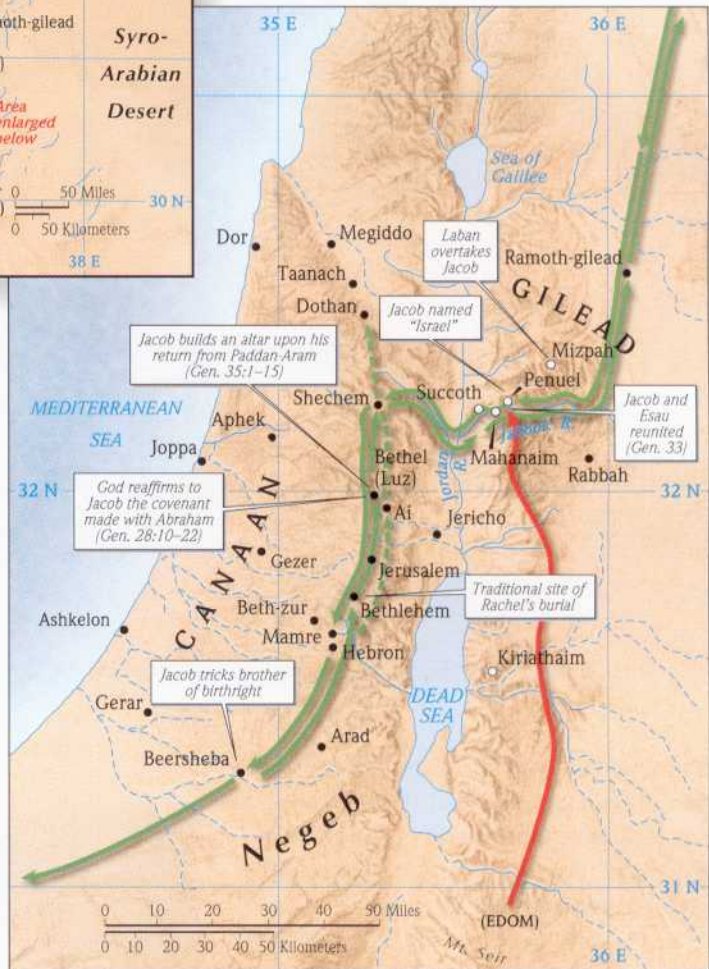 oth-gilead
Syro-
Arabian
Desert
Area
enlarged
below
0 50 Miles
0 50 Kilometers
30 N
38 E
35 E
36 E
Sea of
Galilee
Dor
Megiddo
Laban
overtakes
Jacob
Ramoth-gilead
Taanach
GILEAD
Dothan
Jacob named
"Israel"
Jacob builds an altar upon his
return from Paddan-Aram
(Gen. 35:1–15)
Mizpah
Penuel
Shechem
Succoth
Jacob and
Esau
reunited
(Gen. 33)
MEDITERRANEAN
SEA
Aphek
Jabbok R.
Mahanaim
Joppa
Bethel
(Luz)
Jordan
R.
Rabbah
32 N
32 N
God reaffirms to
Jacob the covenant
made with Abraham
(Gen. 28:10–22)
Ai
Jericho
CANAAN
Gezer
Jerusalem
Traditional site of
Rachel's burial
Beth-zur
Bethlehem
Ashkelon
Mamre
Hebron
Kiriathaim
Jacob tricks brother
of birthright
DEAD
SEA
Gerar
Arad
Beersheba
Negeb
31 N
0 10 20 30 40 50 Miles
0 10 20 30 40 50 Kilometers
(EDOM)
Mt. Seir
36 E